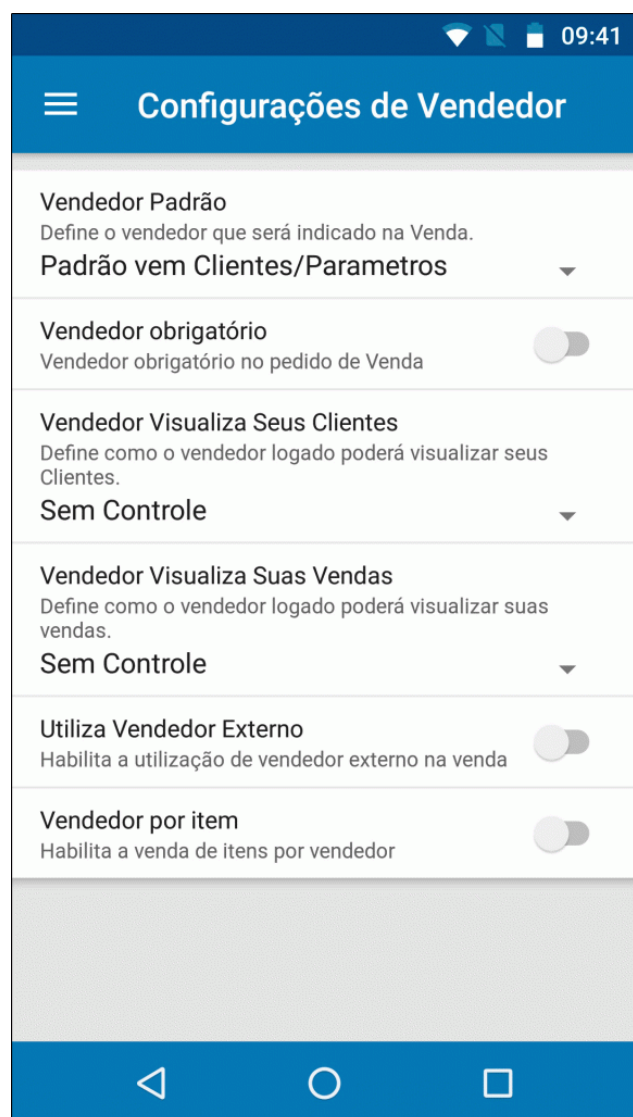 09:41
Configurações de Vendedor
Vendedor Padrão
Define o vendedor que será indicado na Venda.
Padrão vem Clientes/Parametros
Vendedor obrigatório
Vendedor obrigatório no pedido de Venda
Vendedor Visualiza Seus Clientes
Define como o vendedor logado poderá visualizar seus
Clientes.
Sem Controle
Vendedor Visualiza Suas Vendas
Define como o vendedor logado poderá visualizar suas
vendas.
Sem Controle
Utiliza Vendedor Externo
Habilita a utilização de vendedor externo na venda
Vendedor por item
Habilita a venda de itens por vendedor